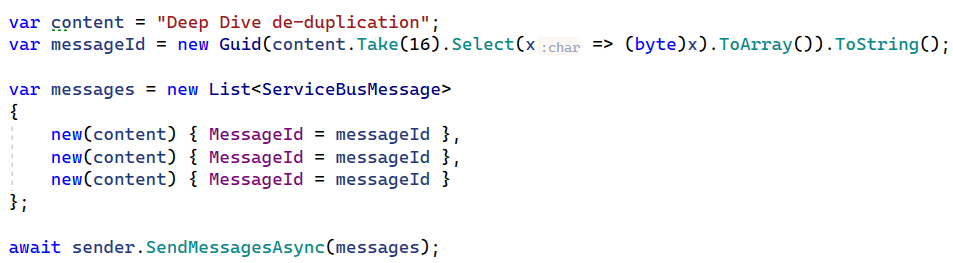 var content = "Deep Dive de-duplication";
var messageId = new Guid(content.Take(16).Select(x :char => (byte)x).ToArray()).ToString();
var messages = new List<ServiceBusMessage>
{
new(content) { MessageId = messageId },
new(content) { MessageId = messageId },
new(content) { MessageId = messageId }
};
await sender.SendMessagesAsync(messages);